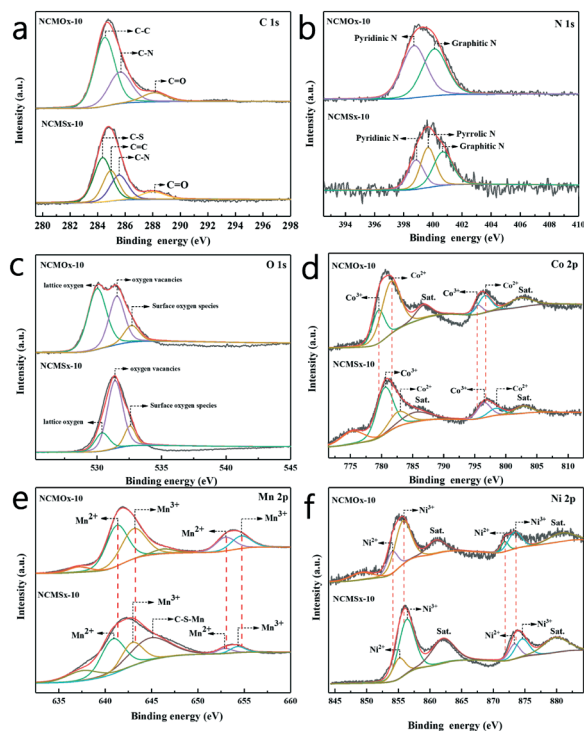 a
C 1s
NCMOx-10
C-C
C-N
C=O
NCMSx-10
C-S
C=C
C-N
C=O
Intensity (a.u.)
280 282 284 286 288 290 292 294 296 298
Binding energy (eV)
b
N 1s
NCMOx-10
Pyridinic N
Graphitic N
NCMSx-10
Pyridinic N
Pyrrolic N
Graphitic N
Intensity (a.u.)
394 396 398 400 402 404 406 408 410
Binding energy (eV)
c
O 1s
NCMOx-10
lattice oxygen
oxygen vacancies
Surface oxygen species
NCMSx-10
oxygen vacancies
lattice oxygen
Surface oxygen species
Intensity (a.u.)
530 535 540 545
Binding energy (eV)
d
Co 2p
NCMOx-10
Co3+
Co2+
Sat.
Co3+
Co2+
Sat.
NCMSx-10
Co3+
Co2+
Sat.
Co3+
Co2+
Sat.
Intensity (a.u.)
775 780 785 790 795 800 805 810
Binding energy (eV)
e
Mn 2p
NCMOx-10
Mn2+
Mn3+
Mn2+
Mn3+
NCMSx-10
Mn2+
Mn3+
C-S-Mn
Mn2+
Mn3+
Intensity (a.u.)
635 640 645 650 655 660
Binding energy (eV)
f
Ni 2p
NCMOx-10
Ni2+
Ni3+
Sat.
Ni2+
Ni3+
Sat.
NCMSx-10
Ni2+
Ni3+
Sat.
Ni2+
Ni3+
Sat.
Intensity (a.u.)
845 850 855 860 865 870 875 880
Binding energy (eV)